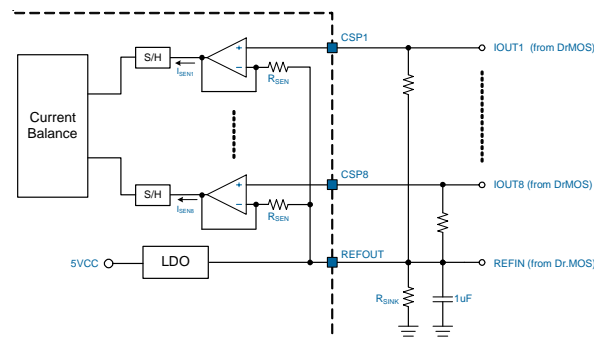 CSP1
IOUT1 (from DrMOS)
S/H
ISEN1
+
−
RSEN
Current
Balance
CSP8
IOUT8 (from DrMOS)
S/H
ISEN8
+
−
RSEN
REFOUT
5VCC
LDO
REFIN (from Dr.MOS)
RSINK
1uF